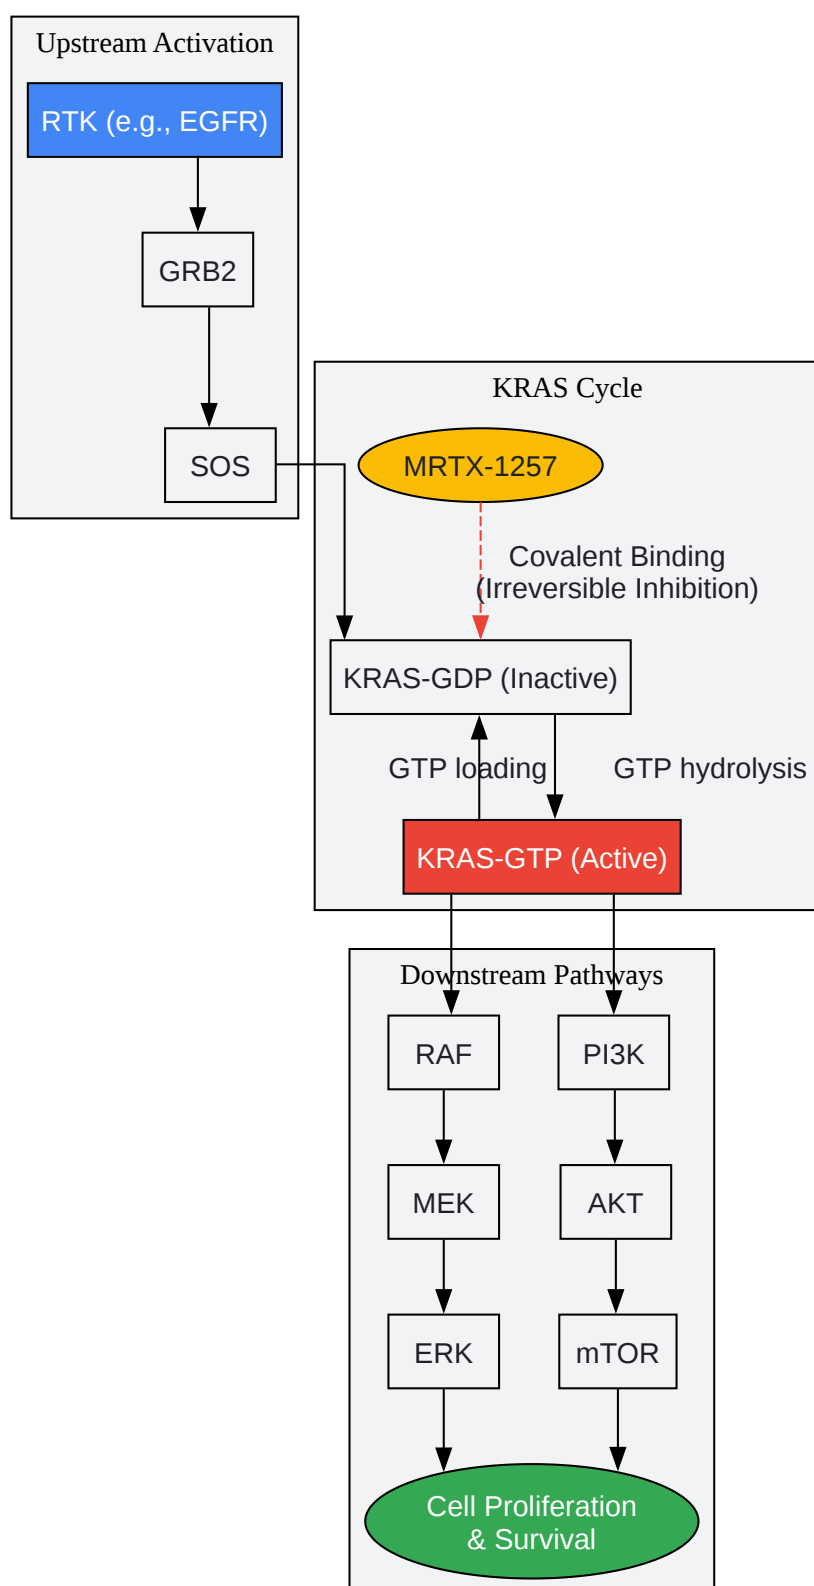 Upstream Activation
RTK (e.g., EGFR)
GRB2
SOS
KRAS Cycle
MRTX-1257
Covalent Binding
(Irreversible Inhibition)
KRAS-GDP (Inactive)
GTP loading
GTP hydrolysis
KRAS-GTP (Active)
Downstream Pathways
RAF
PI3K
MEK
AKT
ERK
mTOR
Cell Proliferation
& Survival